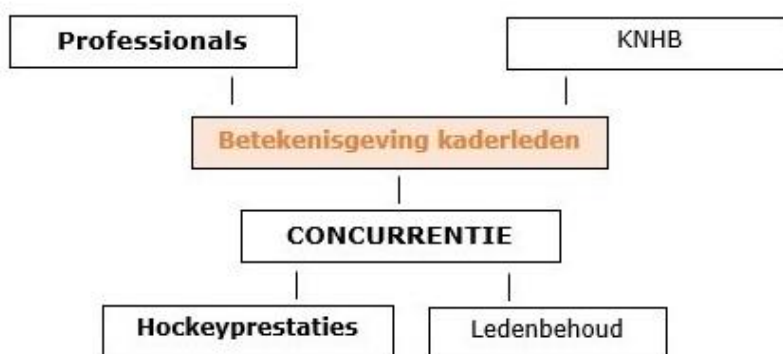 Professionals
KNHB
Betekenisgeving kaderleden
CONCURRENTIE
Hockeyprestaties
Ledenbehoud